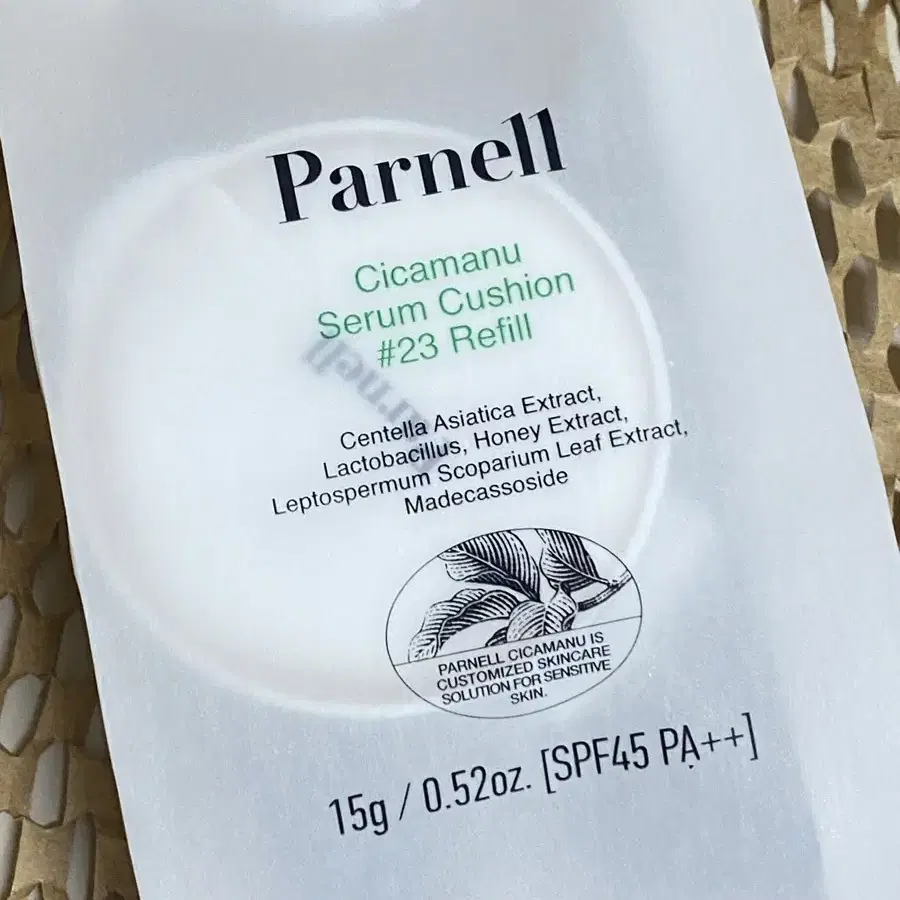 Parnell
Cicamanu
Serum Cushion
#23 Refill
Centella Asiatica Extract,
Lactobacillus, Honey Extract,
Leptospermum Scoparium Leaf Extract,
Madecassoside
PARNELL CICAMANU IS
CUSTOMIZED SKINCARE
SOLUTION FOR SENSITIVE
SKIN.
15g / 0.52oz. [SPF45 PA++]
Parnell